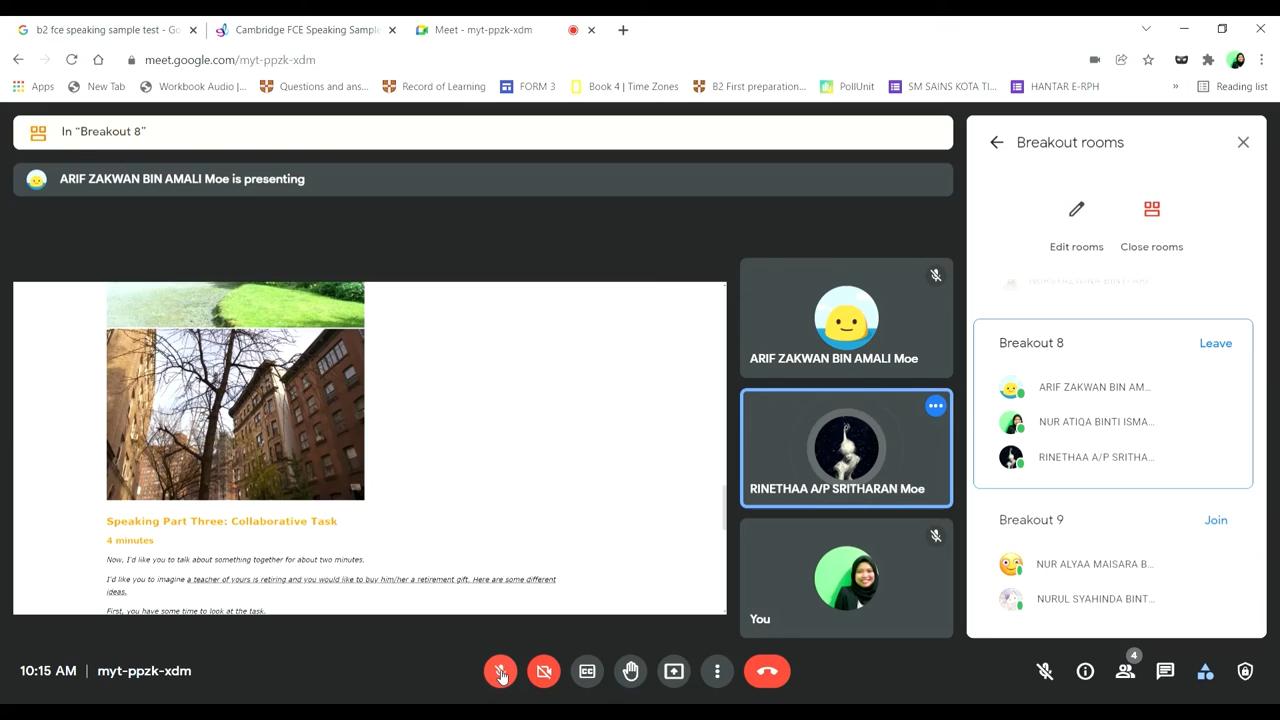 b2 fce speaking sample test - Go
Cambridge FCE Speaking Sample
Meet - myt-ppzk-xdm
meet.google.com/myt-ppzk-xdm
Apps
New Tab
Workbook Audio |...
Questions and ans...
Record of Learning
FORM 3
Book 4 | Time Zones
B2 First preparation...
PollUnit
SM SAINS KOTA TI...
HANTAR E-RPH
»
Reading list
In “Breakout 8”
ARIF ZAKWAN BIN AMALI Moe is presenting
Speaking Part Three: Collaborative Task
4 minutes
Now, I'd like you to talk about something together for about two minutes.
I'd like you to imagine a teacher of yours is retiring and you would like to buy him/her a retirement gift. Here are some different
ideas.
First, you have some time to look at the task.
ARIF ZAKWAN BIN AMALI Moe
RINETHAA A/P SRITHARAN Moe
You
Breakout rooms
Edit rooms
Close rooms
Breakout 8
Leave
ARIF ZAKWAN BIN AM...
NUR ATIQA BINTI ISMA...
RINETHAA A/P SRITHA...
Breakout 9
Join
NUR ALYAA MAISARA B...
NURUL SYAHINDA BINT...
10:15 AM | myt-ppzk-xdm
4